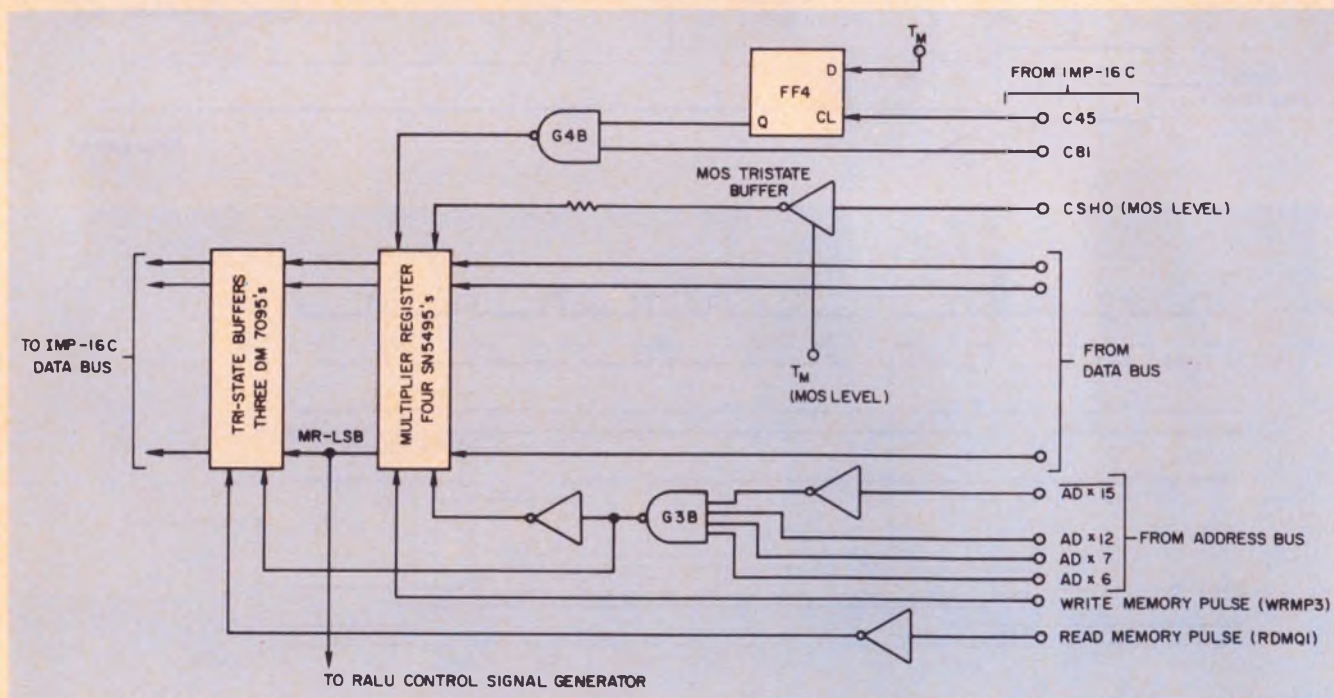 T_M
D
FF4
Q
CL
FROM IMP-16C
C45
C81
G4B
MOS TRISTATE
BUFFER
CSHO (MOS LEVEL)
TO IMP-16C
DATA BUS
TRI-STATE BUFFERS
THREE DM 7095's
MR-LSB
MULTIPLIER REGISTER
FOUR SN5495's
T_M
(MOS LEVEL)
FROM
DATA BUS
G3B
AD x 15
AD x 12
AD x 7
AD x 6
FROM ADDRESS BUS
WRITE MEMORY PULSE (WRMP3)
READ MEMORY PULSE (RDMQ1)
TO RALU CONTROL SIGNAL GENERATOR